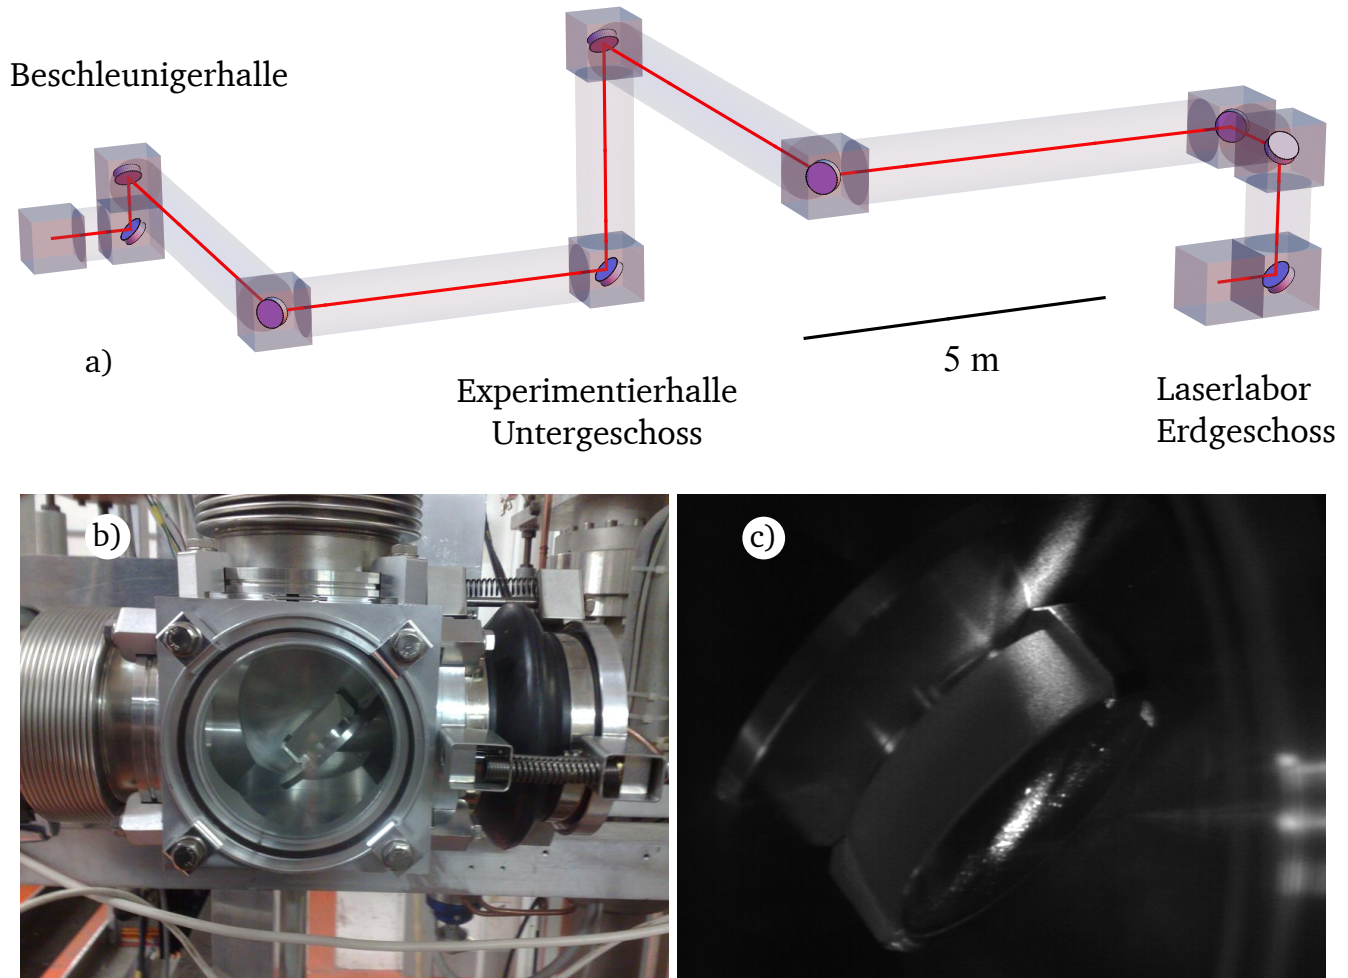 Beschleunigerhalle
a)
5 m
Experimentierhalle
Untergeschoss
Laserlabor
Erdgeschoss
b)
c)